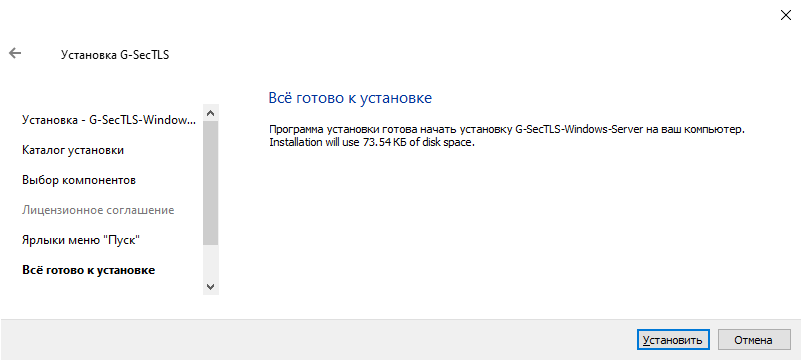 Установка G-SecTLS
Установка - G-SecTLS-Window...
Каталог установки
Выбор компонентов
Лицензионное соглашение
Ярлыки меню "Пуск"
Всё готово к установке
Всё готово к установке
Программа установки готова начать установку G-SecTLS-Windows-Server на ваш компьютер.
Installation will use 73.54 КБ of disk space.
Установить
Отмена